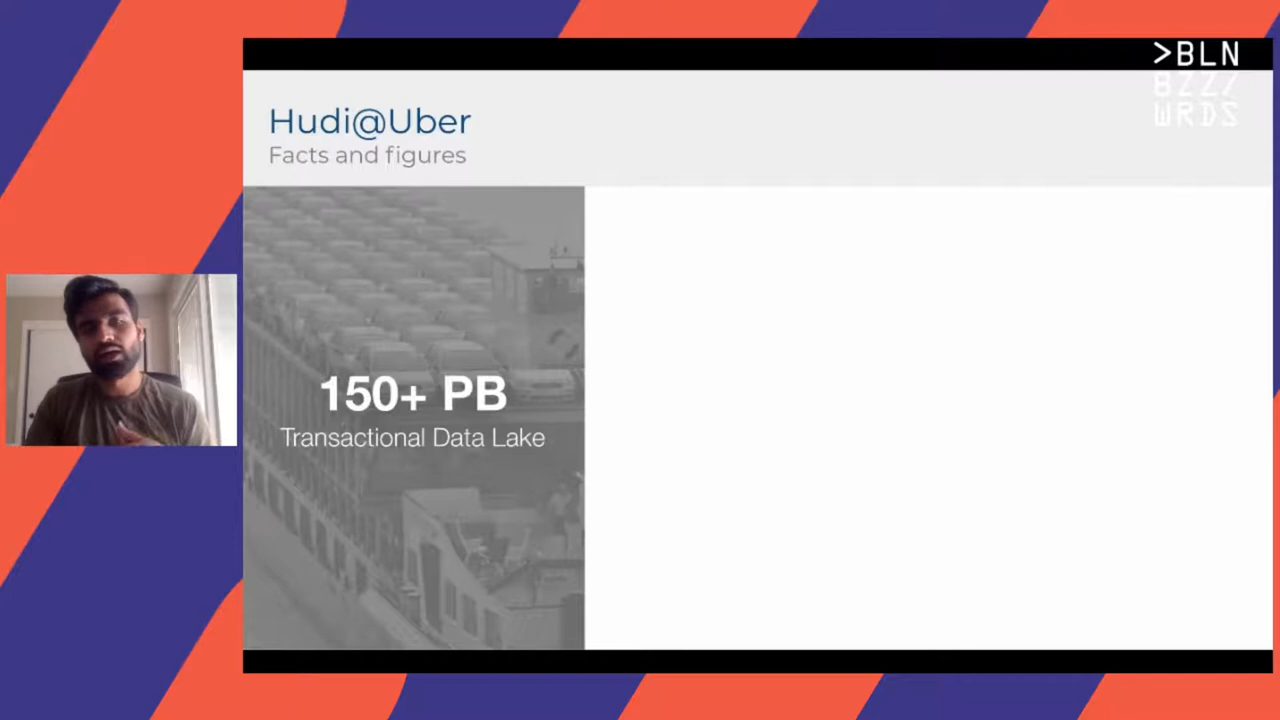 >BLN
BZZ/
WRDS
Hudi@Uber
Facts and figures
150+ PB
Transactional Data Lake